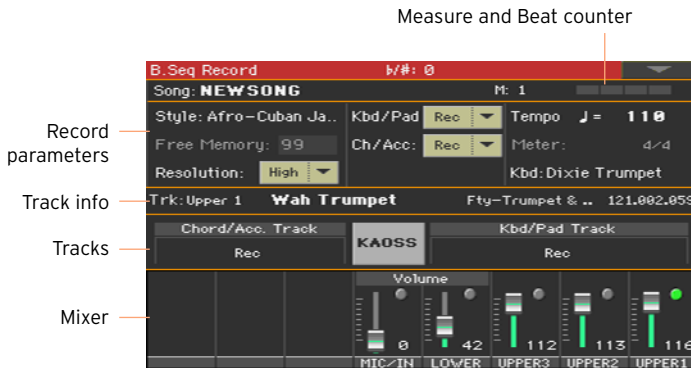 Measure and Beat counter
B.Seq Record ♭/#: 0
Song: NEWSONG M: 1
Style: Afro-Cuban Ja.. Kbd/Pad Rec Tempo ♩= 110
Free Memory: 99 Ch/Acc: Rec Meter: 4/4
Resolution: High Kbd:Dixie Trumpet
Record parameters
Track info
Trk:Upper 1 Wah Trumpet Fty-Trumpet & .. 121.002.059
Tracks
Chord/Acc. Track KAOSS Kbd/Pad Track
Rec Rec
Mixer
Volume
0 42 112 113 116
MIC/IN LOWER UPPER3 UPPER2 UPPER1